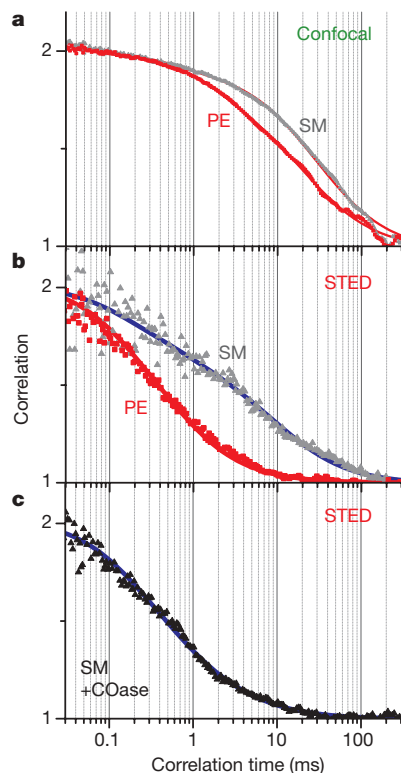 a
Confocal
2
SM
PE
1
b
STED
2
SM
PE
1
Correlation
c
STED
2
SM
+COase
1
0.1 1 10 100
Correlation time (ms)